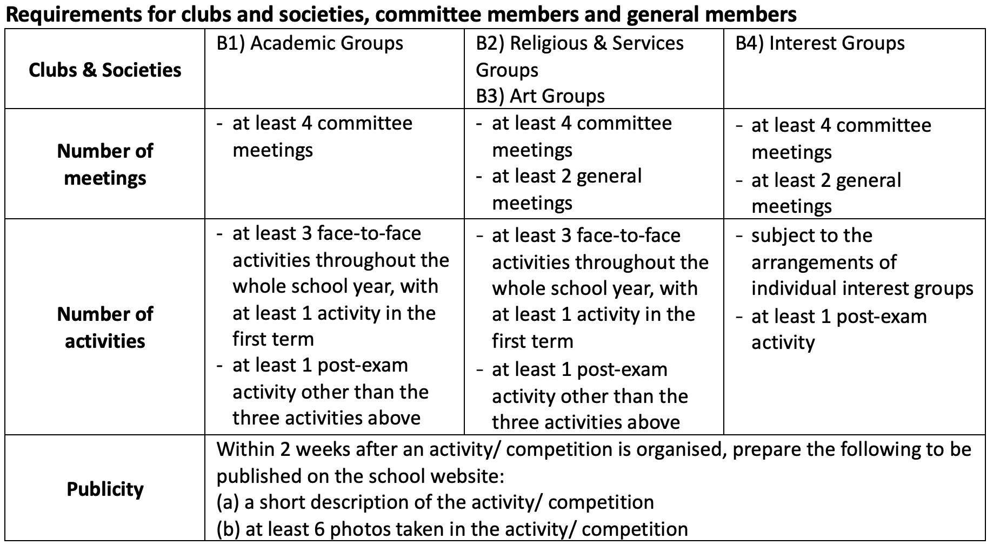 Requirements for clubs and societies, committee members and general members
Clubs & Societies
B1) Academic Groups
B2) Religious & Services
Groups
B3) Art Groups
B4) Interest Groups
Number of
meetings
- at least 4 committee
meetings
- at least 4 committee
meetings
- at least 2 general
meetings
- at least 4 committee
meetings
- at least 2 general
meetings
Number of
activities
- at least 3 face-to-face
activities throughout the
whole school year, with
at least 1 activity in the
first term
- at least 1 post-exam
activity other than the
three activities above
- at least 3 face-to-face
activities throughout the
whole school year, with
at least 1 activity in the
first term
- at least 1 post-exam
activity other than the
three activities above
- subject to the
arrangements of
individual interest groups
- at least 1 post-exam
activity
Publicity
Within 2 weeks after an activity/ competition is organised, prepare the following to be
published on the school website:
(a) a short description of the activity/ competition
(b) at least 6 photos taken in the activity/ competition